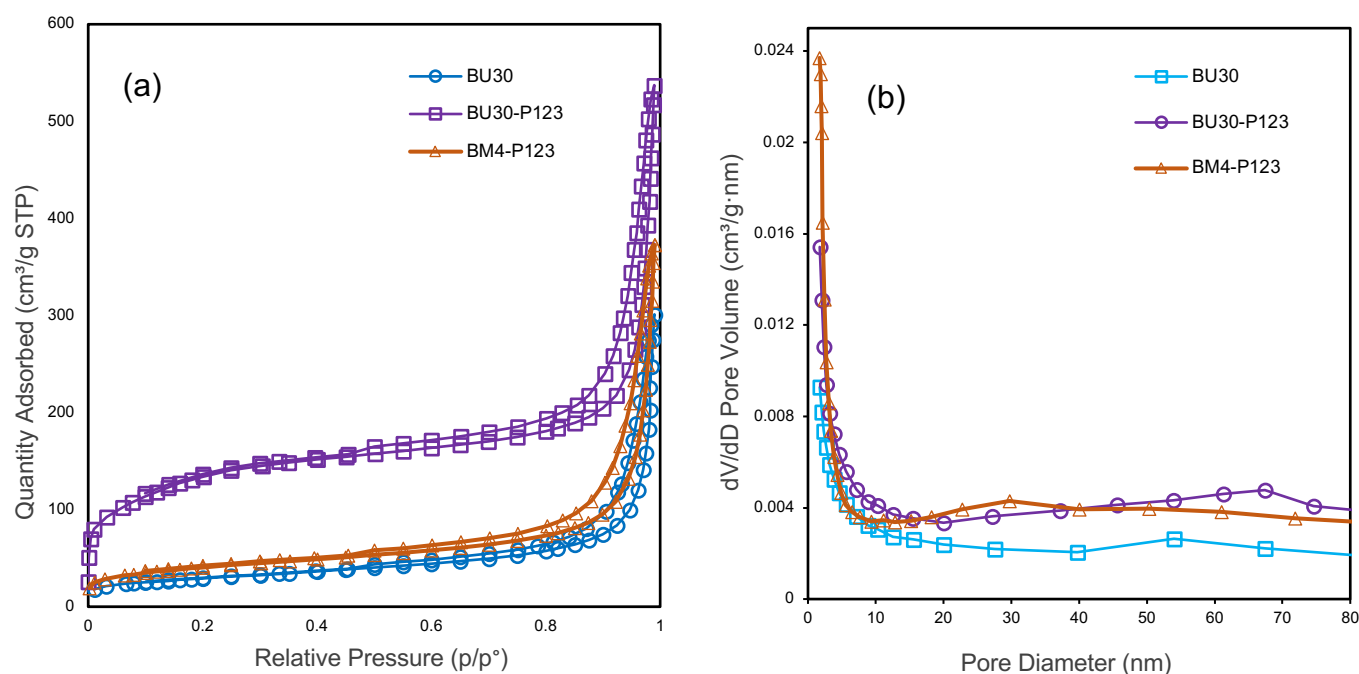 (a)
BU30
BU30-P123
BM4-P123
600
500
400
300
200
100
0
0
0.2
0.4
0.6
0.8
1
Quantity Adsorbed (cm³/g STP)
Relative Pressure (p/p°)
(b)
BU30
BU30-P123
BM4-P123
0.024
0.02
0.016
0.012
0.008
0.004
0
0
10
20
30
40
50
60
70
80
dV/dD Pore Volume (cm³/g·nm)
Pore Diameter (nm)